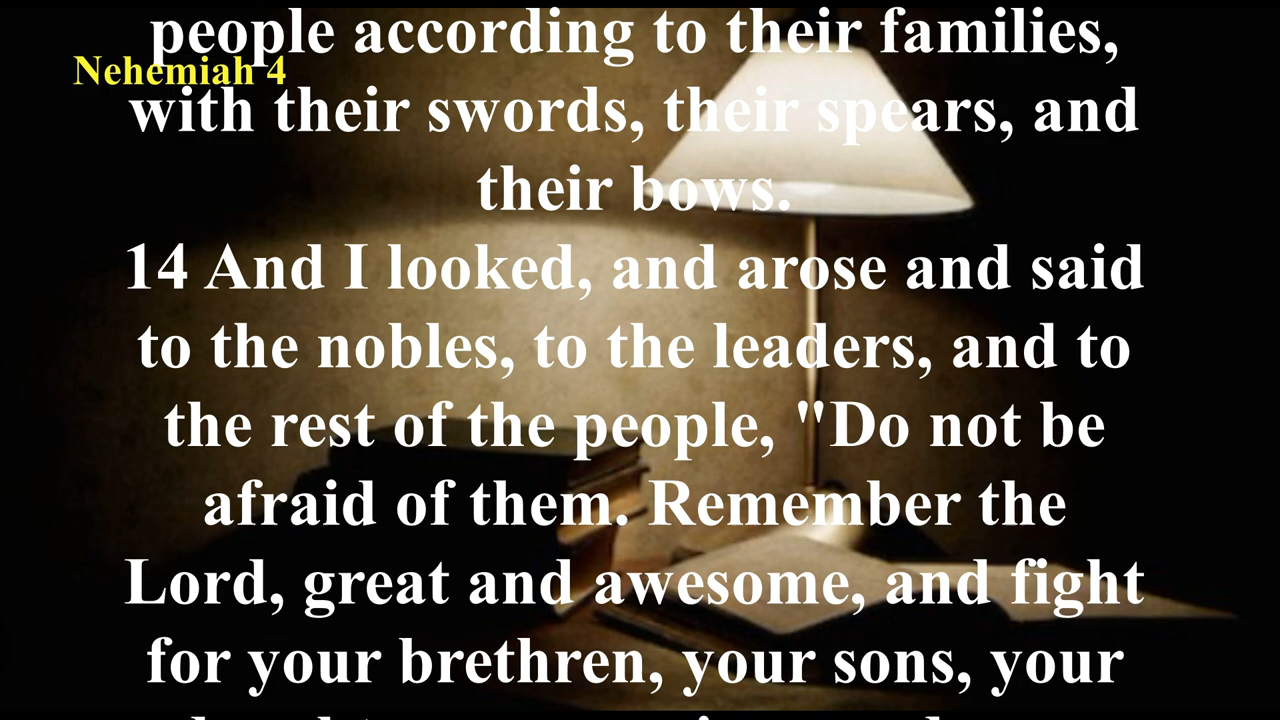 people according to their families,
Nehemiah 4
with their swords, their spears, and
their bows.
14 And I looked, and arose and said
to the nobles, to the leaders, and to
the rest of the people, "Do not be
afraid of them. Remember the
Lord, great and awesome, and fight
for your brethren, your sons, your